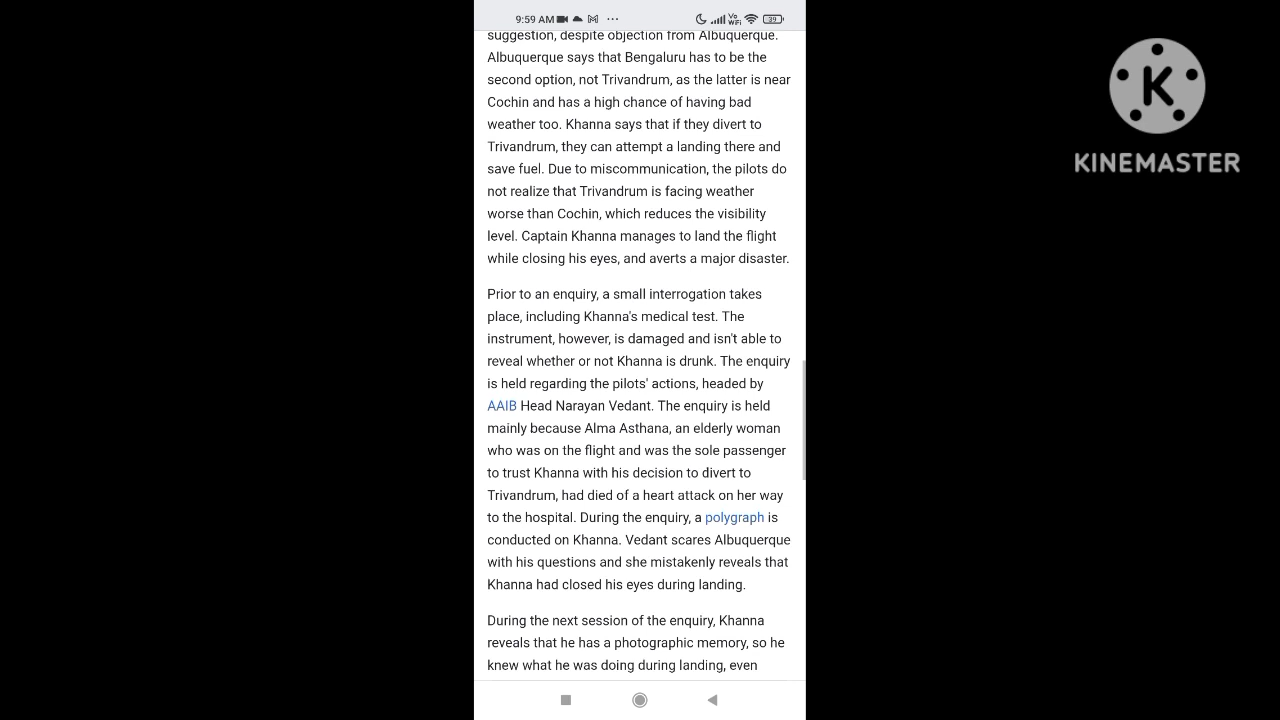 9:59 AM
Vo
WiFi
39
suggestion, despite objection from Albuquerque.
Albuquerque says that Bengaluru has to be the
second option, not Trivandrum, as the latter is near
Cochin and has a high chance of having bad
weather too. Khanna says that if they divert to
Trivandrum, they can attempt a landing there and
save fuel. Due to miscommunication, the pilots do
not realize that Trivandrum is facing weather
worse than Cochin, which reduces the visibility
level. Captain Khanna manages to land the flight
while closing his eyes, and averts a major disaster.
Prior to an enquiry, a small interrogation takes
place, including Khanna's medical test. The
instrument, however, is damaged and isn't able to
reveal whether or not Khanna is drunk. The enquiry
is held regarding the pilots' actions, headed by
AAIB Head Narayan Vedant. The enquiry is held
mainly because Alma Asthana, an elderly woman
who was on the flight and was the sole passenger
to trust Khanna with his decision to divert to
Trivandrum, had died of a heart attack on her way
to the hospital. During the enquiry, a polygraph is
conducted on Khanna. Vedant scares Albuquerque
with his questions and she mistakenly reveals that
Khanna had closed his eyes during landing.
During the next session of the enquiry, Khanna
reveals that he has a photographic memory, so he
knew what he was doing during landing, even
K
KINEMASTER